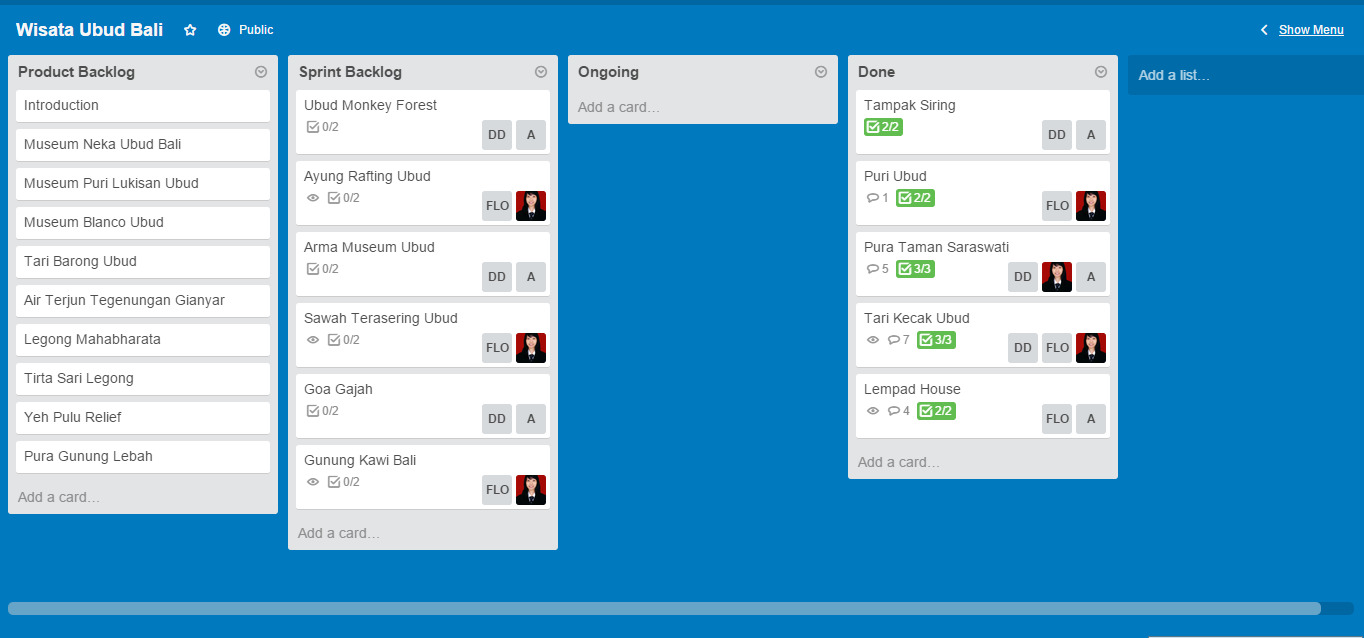 Wisata Ubud Bali
Public
Show Menu
Product Backlog
Introduction
Museum Neka Ubud Bali
Museum Puri Lukisan Ubud
Museum Blanco Ubud
Tari Barong Ubud
Air Terjun Tegenungan Gianyar
Legong Mahabharata
Tirta Sari Legong
Yeh Pulu Relief
Pura Gunung Lebah
Add a card…
Sprint Backlog
Ubud Monkey Forest
0/2 DD A
Ayung Rafting Ubud
0/2 FLO
Arma Museum Ubud
0/2 DD A
Sawah Terasering Ubud
0/2 FLO
Goa Gajah
0/2 DD A
Gunung Kawi Bali
0/2 FLO
Add a card…
Ongoing
Add a card…
Done
Tampak Siring
2/2 DD A
Puri Ubud
1 2/2 FLO
Pura Taman Saraswati
5 3/3 DD A
Tari Kecak Ubud
7 3/3 DD FLO
Lempad House
4 2/2 FLO A
Add a card…
Add a list…